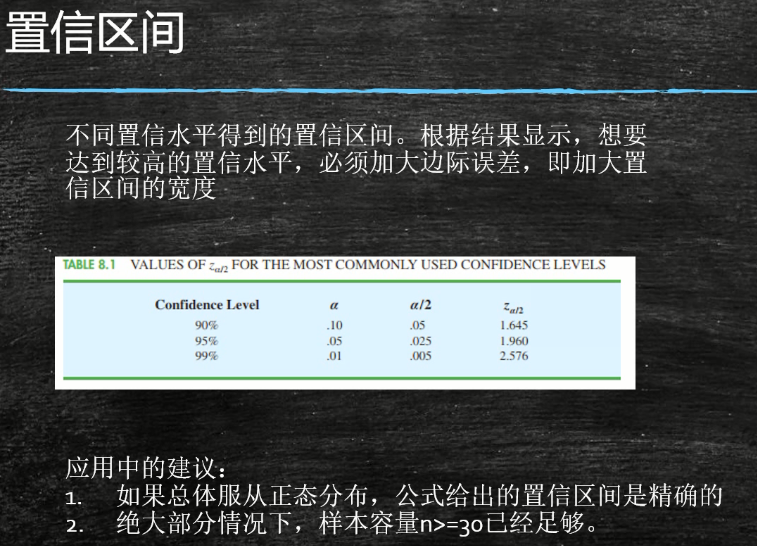 置信区间
不同置信水平得到的置信区间。根据结果显示，想要
达到较高的置信水平，必须加大边际误差，即加大置
信区间的宽度
TABLE 8.1 VALUES OF zα/2 FOR THE MOST COMMONLY USED CONFIDENCE LEVELS
Confidence Level α α/2 zα/2
90% .10 .05 1.645
95% .05 .025 1.960
99% .01 .005 2.576
应用中的建议：
1. 如果总体服从正态分布，公式给出的置信区间是精确的
2. 绝大部分情况下，样本容量n>=30已经足够。